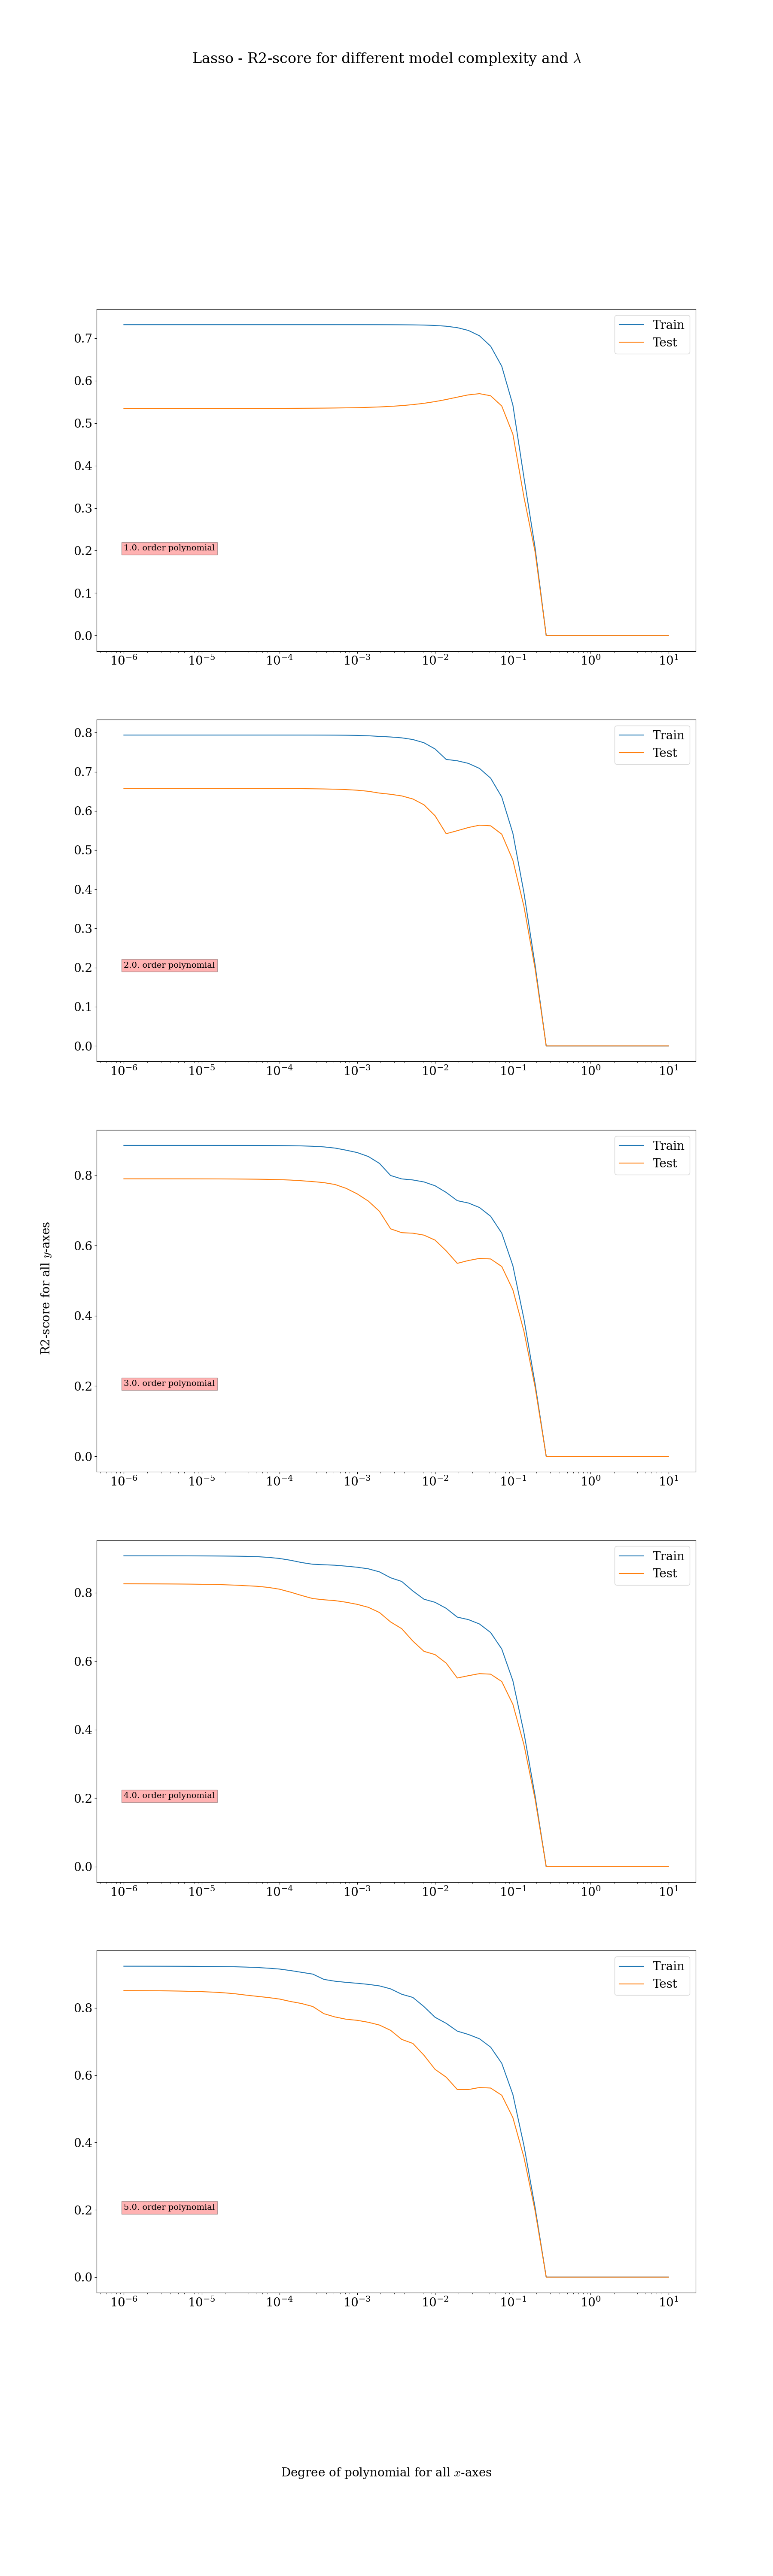 Lasso - R2-score for different model complexity and λ
Train
Test
0.7
0.6
0.5
0.4
0.3
0.2
0.1
0.0
1.0. order polynomial
10⁻⁶ 10⁻⁵ 10⁻⁴ 10⁻³ 10⁻² 10⁻¹ 10⁰ 10¹
Train
Test
0.8
0.7
0.6
0.5
0.4
0.3
0.2
0.1
0.0
2.0. order polynomial
10⁻⁶ 10⁻⁵ 10⁻⁴ 10⁻³ 10⁻² 10⁻¹ 10⁰ 10¹
R2-score for all y-axes
Train
Test
0.8
0.6
0.4
0.2
0.0
3.0. order polynomial
10⁻⁶ 10⁻⁵ 10⁻⁴ 10⁻³ 10⁻² 10⁻¹ 10⁰ 10¹
Train
Test
0.8
0.6
0.4
0.2
0.0
4.0. order polynomial
10⁻⁶ 10⁻⁵ 10⁻⁴ 10⁻³ 10⁻² 10⁻¹ 10⁰ 10¹
Train
Test
0.8
0.6
0.4
0.2
0.0
5.0. order polynomial
10⁻⁶ 10⁻⁵ 10⁻⁴ 10⁻³ 10⁻² 10⁻¹ 10⁰ 10¹
Degree of polynomial for all x-axes